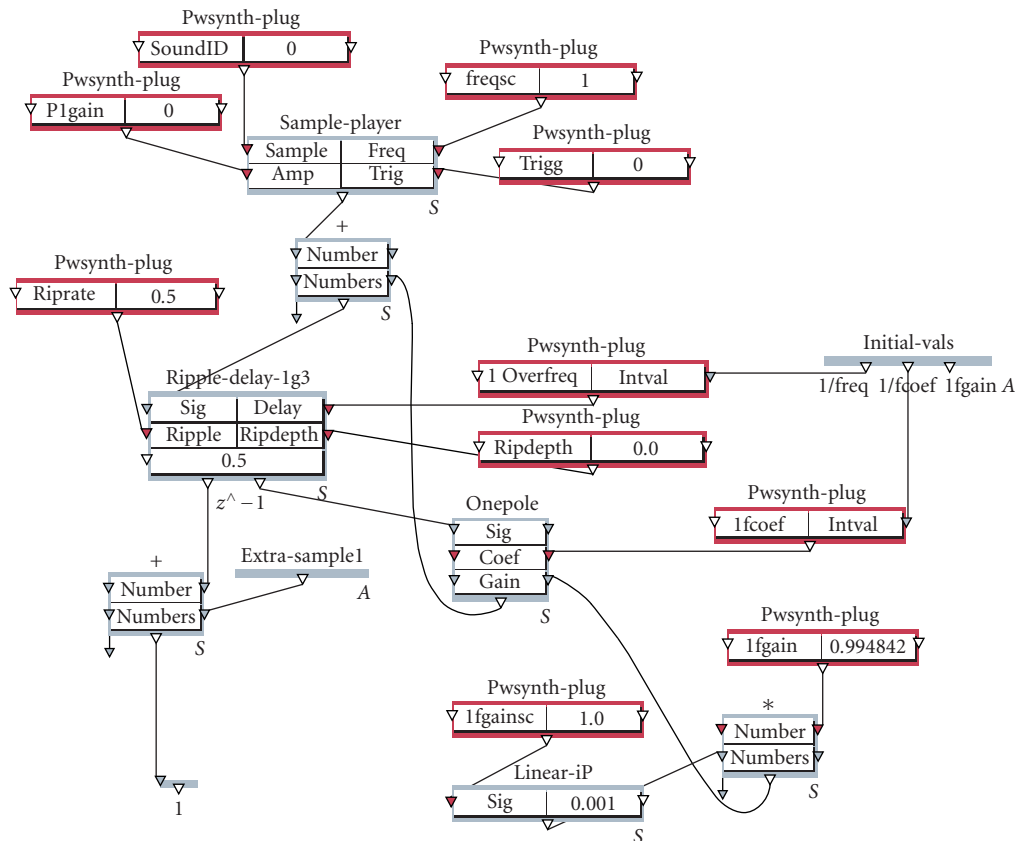 Pwsynth-plug
SoundID 0
Pwsynth-plug
freqsc 1
Pwsynth-plug
P1gain 0
Sample-player
Sample Freq
Amp Trig
S
Pwsynth-plug
Trigg 0
+
Number
Numbers
S
Pwsynth-plug
Riprate 0.5
Pwsynth-plug
1 Overfreq Intval
Initial-vals
1/freq 1/fcoef 1fgain A
Ripple-delay-1g3
Sig Delay
Ripple Ripdepth
0.5
S
z^ −1
Pwsynth-plug
Ripdepth 0.0
Pwsynth-plug
1fcoef Intval
Onepole
Sig
Coef
Gain
S
+
Number
Numbers
S
Extra-sample1
A
Pwsynth-plug
1fgain 0.994842
Pwsynth-plug
1fgainsc 1.0
*
Number
Numbers
S
Linear-iP
Sig 0.001
S
1